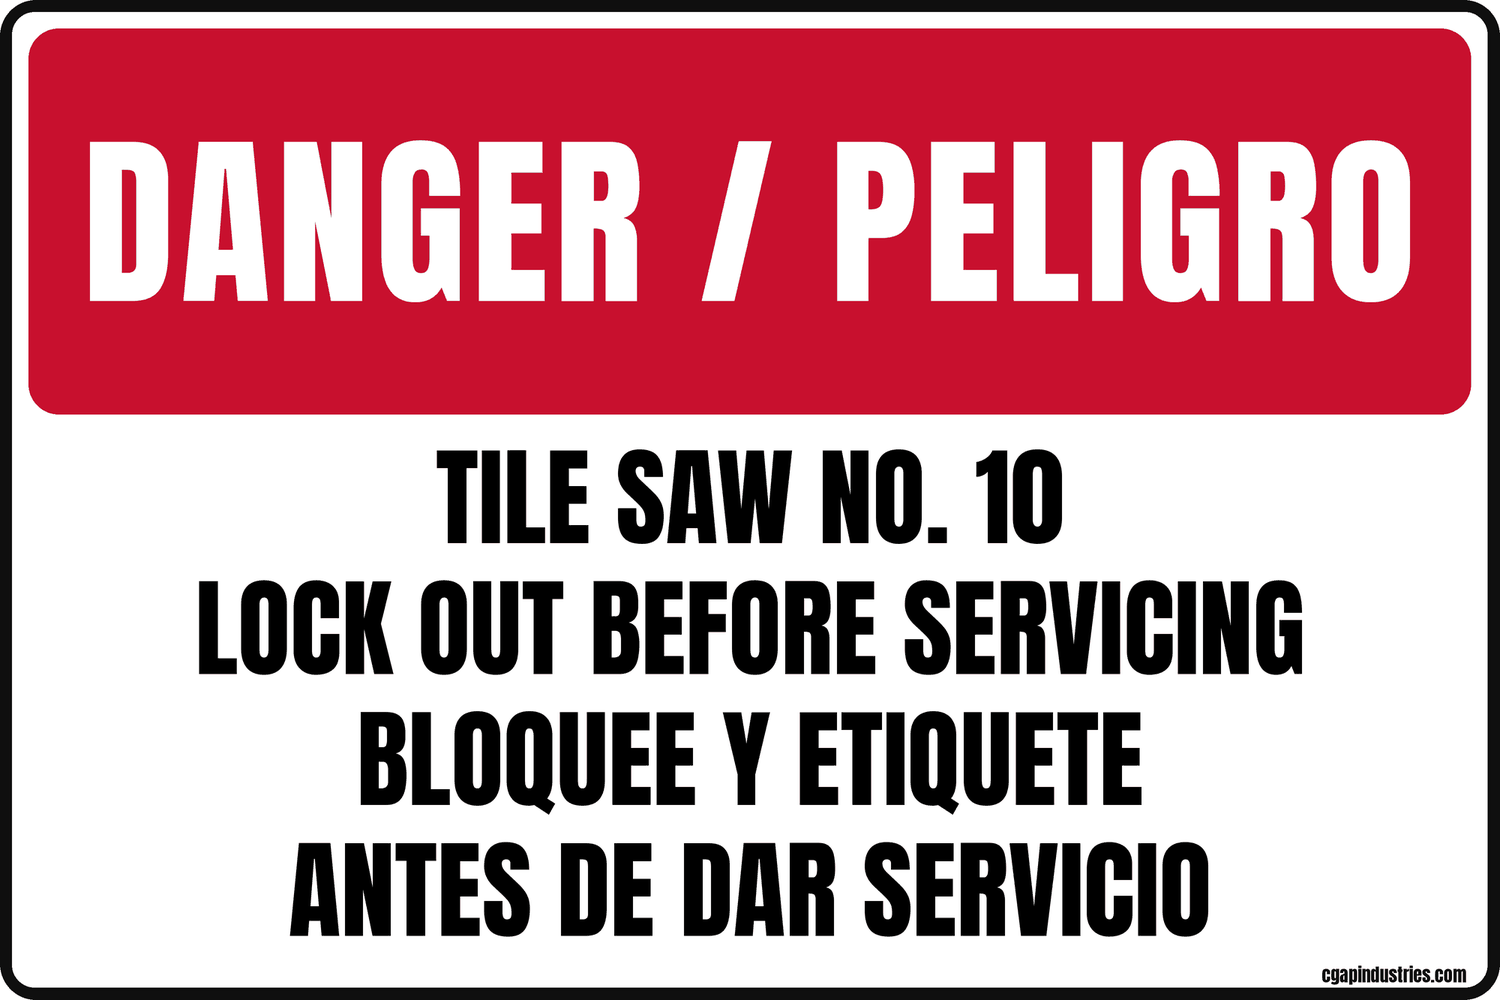 DANGER / PELIGRO
TILE SAW NO. 10
LOCK OUT BEFORE SERVICING
BLOQUEE Y ETIQUETE
ANTES DE DAR SERVICIO
cgapindustries.com